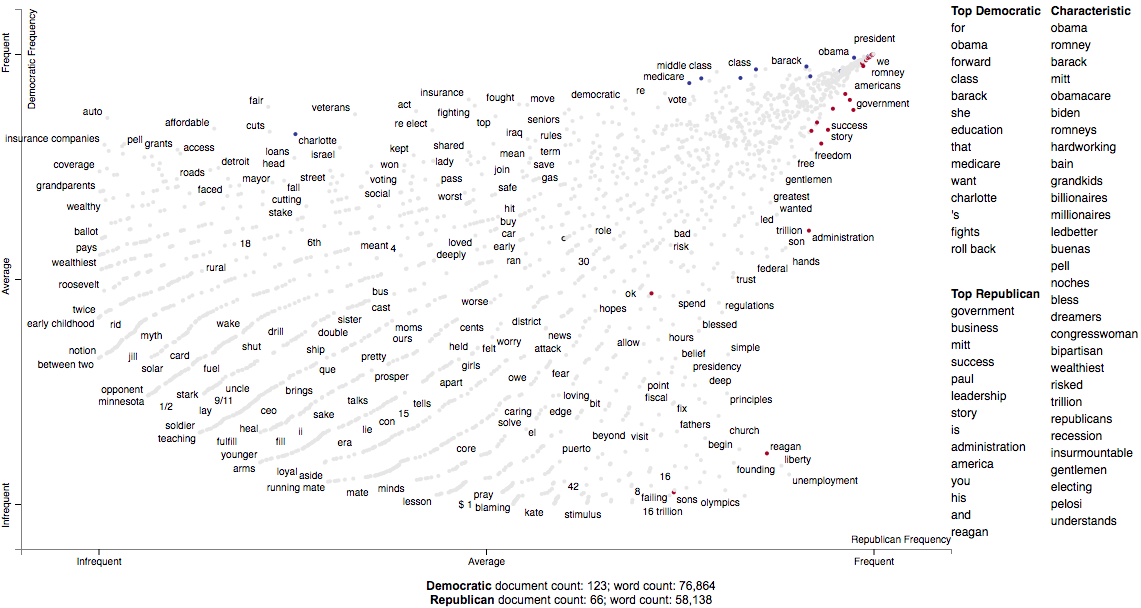 Top Democratic Characteristic
Democratic Frequency
Frequent
president
for
obama
obama
obama
romney
middle class
class
barack
we
forward
barack
medicare
romney
class
mitt
insurance
fought
move
democratic
re
vote
americans
barack
obamacare
fair
veterans
act
government
she
biden
auto
fighting
affordable
cuts
re elect
top
seniors
success
education
romneys
insurance companies
pell
grants
access
charlotte
iraq
rules
story
that
hardworking
loans
israel
kept
shared
mean
term
freedom
medicare
bain
coverage
detroit
head
won
lady
join
save
free
want
grandkids
roads
mayor
street
voting
pass
gas
gentlemen
grandparents
faced
fall
social
worst
safe
greatest
charlotte
billionaires
wealthy
cutting
stake
hit
wanted
's
millionaires
ballot
buy
led
fights
ledbetter
pays
18
6th
meant
4
loved
car
early
c
role
bad
risk
trillion
son
administration
roll back
buenas
wealthiest
rural
deeply
ran
30
federal
hands
pell
Average
roosevelt
bus
ok
trust
Top Republican
noches
twice
cast
worse
hopes
spend
regulations
government
bless
early childhood
rid
wake
sister
moms
cents
district
blessed
business
dreamers
myth
drill
double
ours
worry
news
allow
hours
mitt
congresswoman
notion
jill
card
shut
ship
pretty
held
felt
attack
belief
simple
success
bipartisan
between two
solar
fuel
que
prosper
girls
owe
fear
presidency
paul
wealthiest
opponent
stark
uncle
brings
apart
point
deep
leadership
risked
minnesota
1/2
lay
9/11
ceo
talks
tells
caring
loving
bit
fiscal
principles
story
trillion
soldier
heal
sake
con
15
solve
edge
fix
is
republicans
teaching
fulfill
fill
ii
lie
el
fathers
church
administration
recession
younger
era
core
puerto
beyond
visit
begin
reagan
america
insurmountable
arms
loyal
aside
16
founding
liberty
you
gentlemen
running mate
mate
minds
42
8
unemployment
his
electing
lesson
pray
failing
sons
olympics
and
pelosi
Infrequent
$ 1
blaming
kate
stimulus
16 trillion
reagan
understands
Republican Frequency
Infrequent
Average
Frequent
Democratic document count: 123; word count: 76,864
Republican document count: 66; word count: 58,138